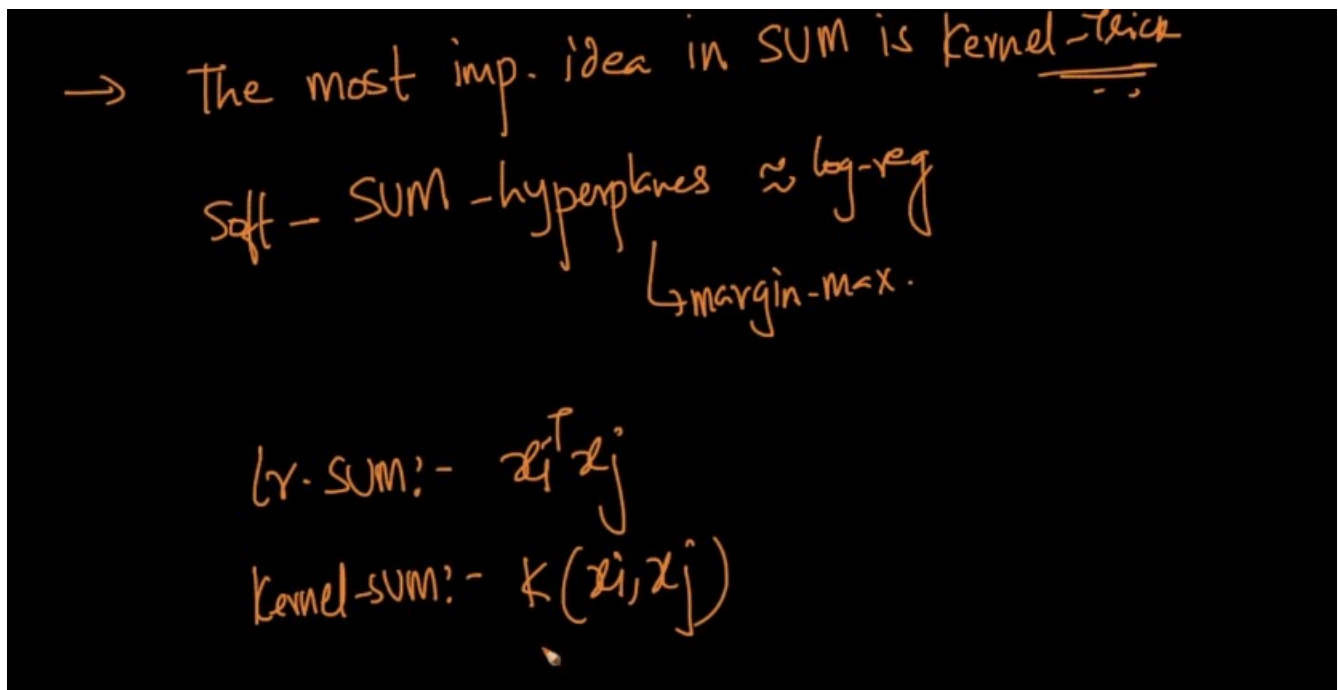 → The most imp. idea in SVM is Kernel-Trick
Soft - SVM - hyperplanes ≈ log-reg
↳ margin-max.
lr. SVM:- xᵢᵀxⱼ
Kernel-SVM:- K(xᵢ, xⱼ)